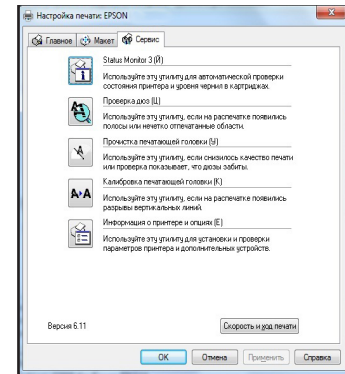 Настройка печати: EPSON
Главное Макет Сервис
Status Monitor 3 (Й)
Используйте эту утилиту для автоматической проверки
состояния принтера и уровня чернил в картриджах.
Проверка дюз (Ц)
Используйте эту утилиту, если на распечатке появились
полосы или нечетко отпечатанные области.
Прочистка печатающей головки (У)
Используйте эту утилиту, если снизилось качество печати
или проверка показывает, что дюзы забиты.
Калибровка печатающей головки (К)
Используйте эту утилиту, если на распечатке появились
разрывы вертикальных линий.
Информация о принтере и опциях (Е)
Используйте эту утилиту для установки и проверки
параметров принтера и дополнительных устройств.
Версия 6.11 Скорость и ход печати
OK Отмена Применить Справка